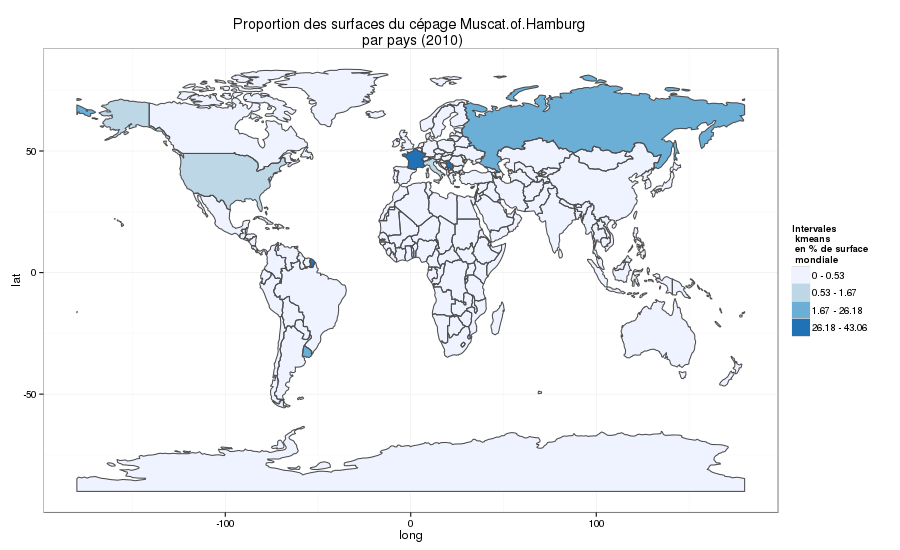 Proportion des surfaces du cépage Muscat.of.Hamburg
par pays (2010)
lat
50
0
-50
-100
0
100
long
Intervales
kmeans
en % de surface
mondiale
0 - 0.53
0.53 - 1.67
1.67 - 26.18
26.18 - 43.06